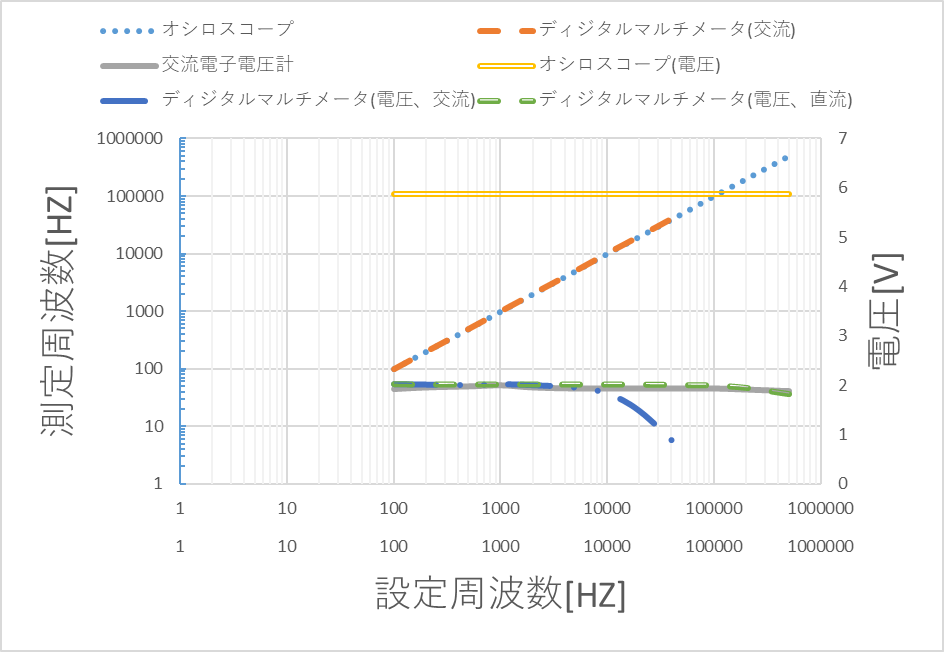 オシロスコープ
ディジタルマルチメータ(交流)
交流電子電圧計
オシロスコープ(電圧)
ディジタルマルチメータ(電圧、交流)
ディジタルマルチメータ(電圧、直流)
測定周波数[HZ]
1000000
100000
10000
1000
100
10
1
7
6
5
4
3
2
1
0
電圧[V]
1 10 100 1000 10000 100000 1000000
1 10 100 1000 10000 100000 1000000
設定周波数[HZ]